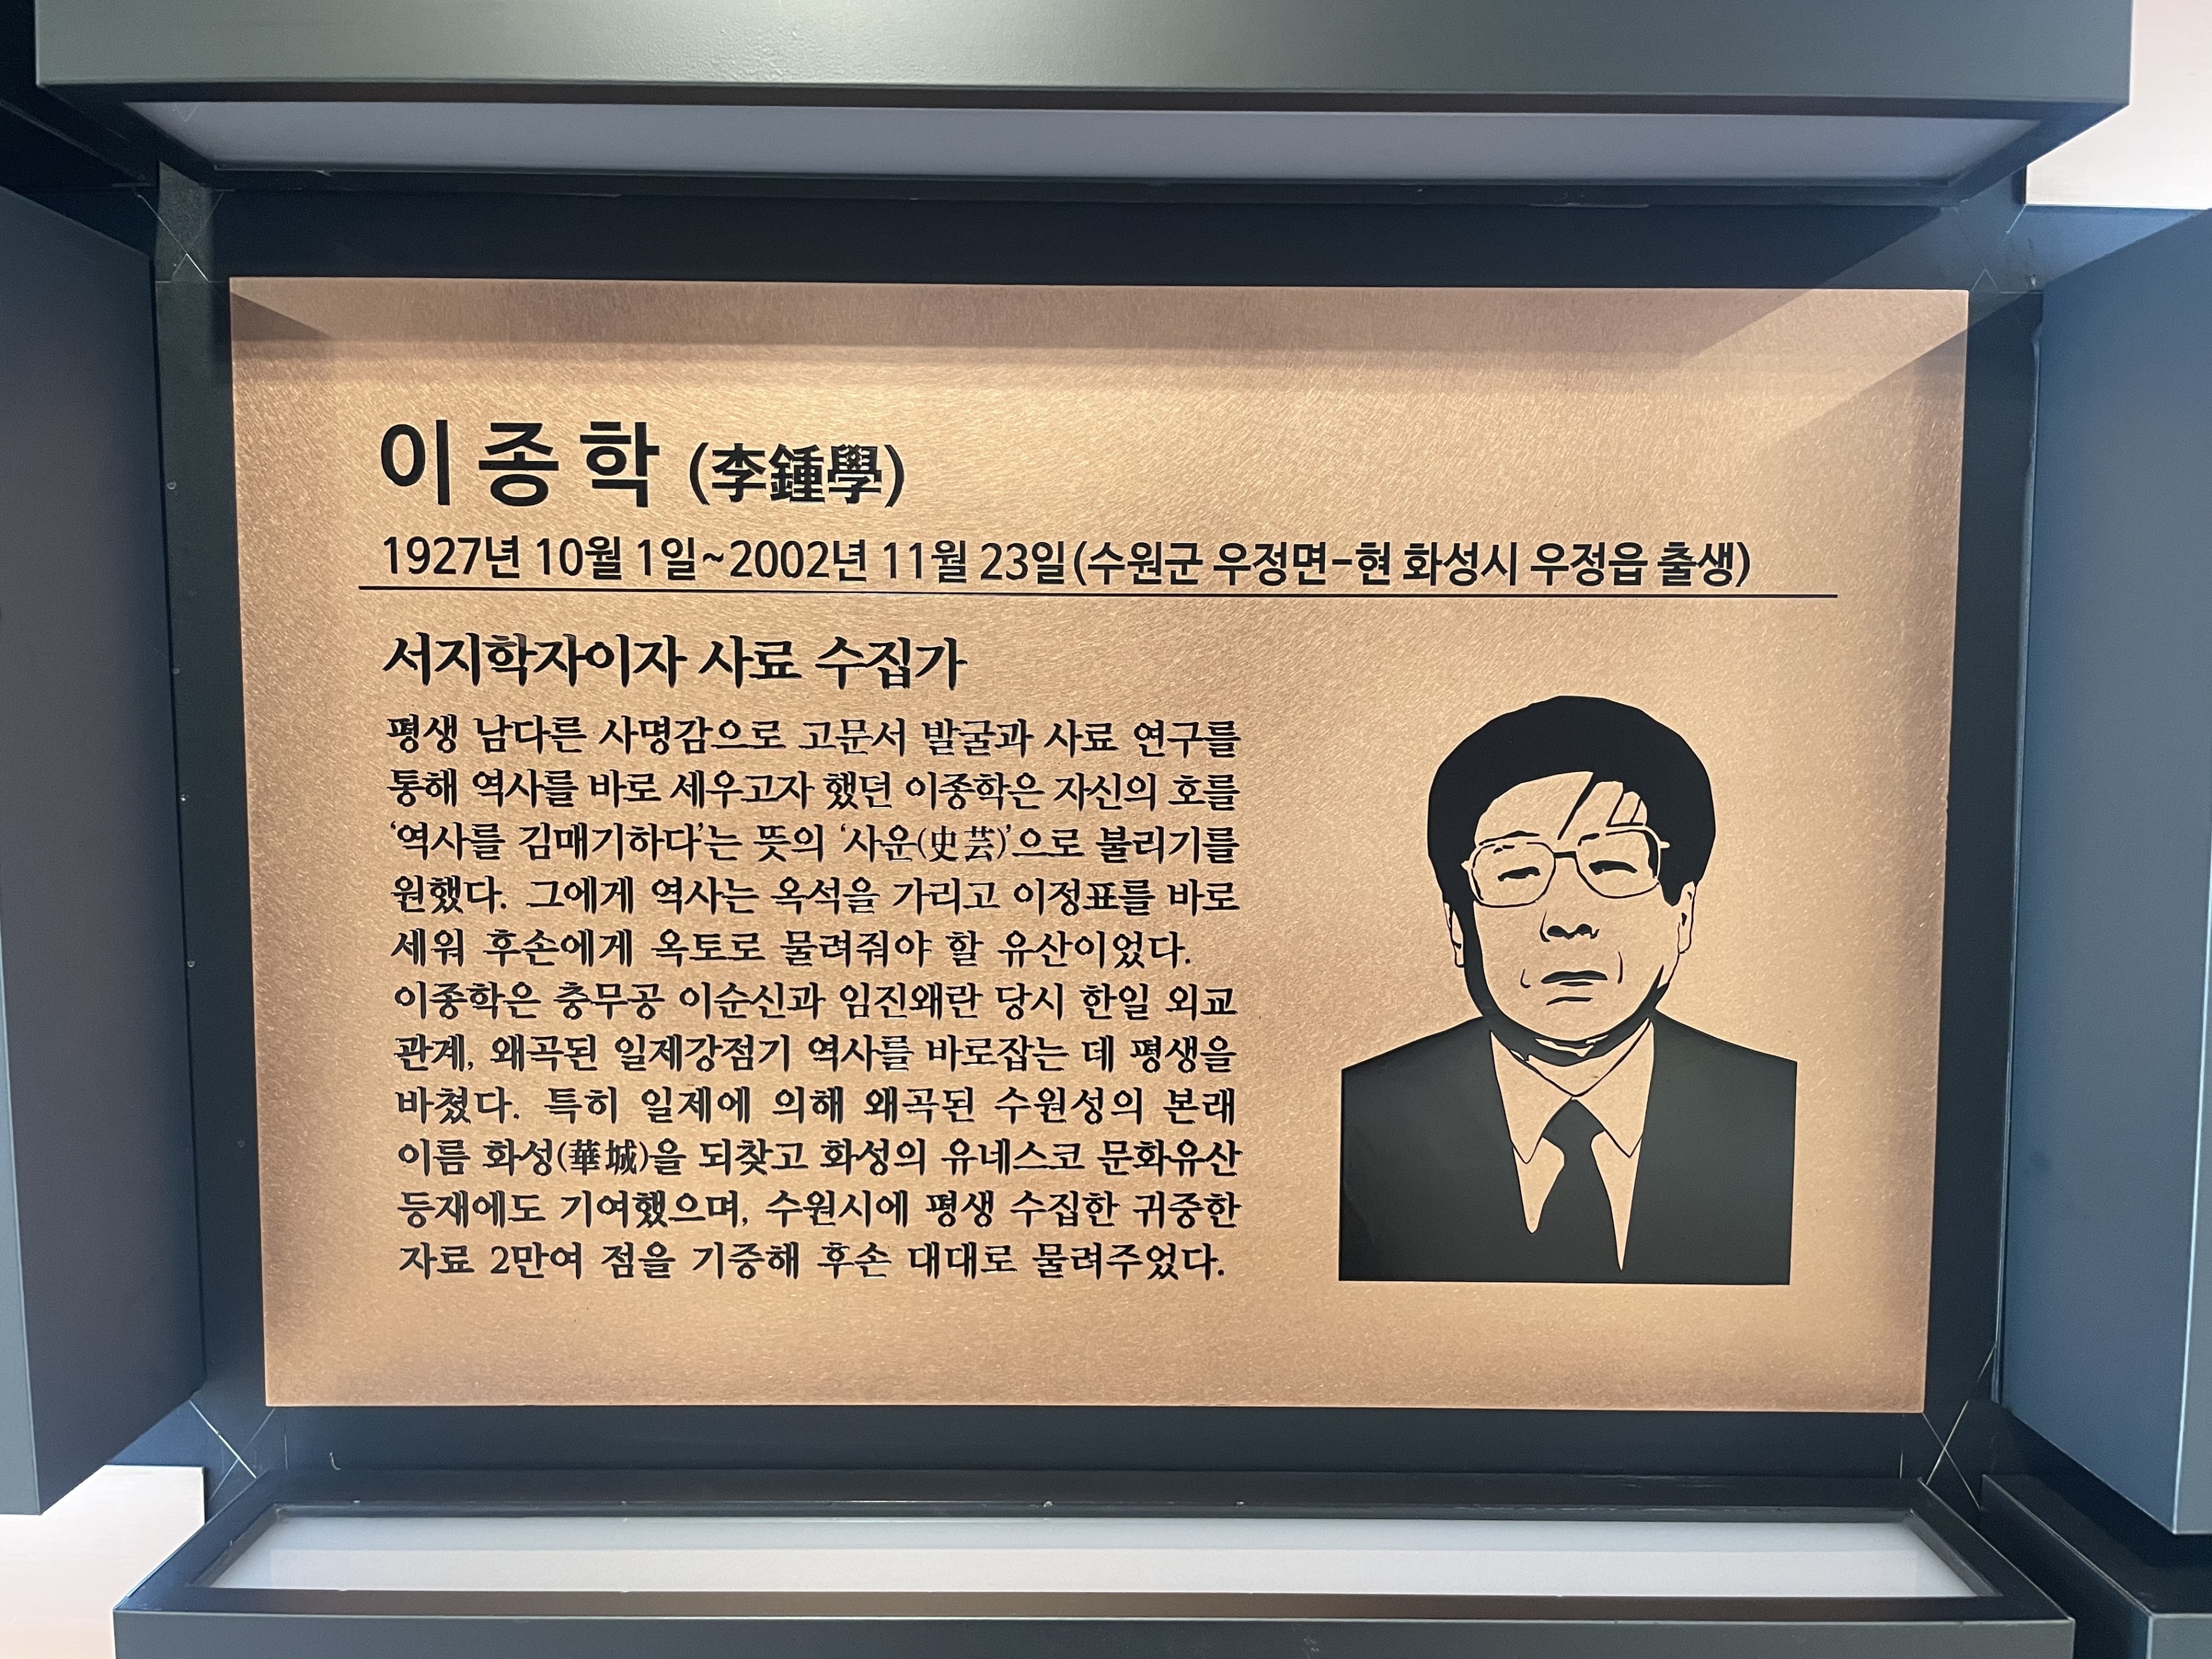 이종학 (李鍾學)
1927년 10월 1일~2002년 11월 23일(수원군 우정면-현 화성시 우정읍 출생)
서지학자이자 사료 수집가
평생 남다른 사명감으로 고문서 발굴과 사료 연구를
통해 역사를 바로 세우고자 했던 이종학은 자신의 호를
'역사를 김매기하다'는 뜻의 '사운(史芸)'으로 불리기를
원했다. 그에게 역사는 옥석을 가리고 이정표를 바로
세워 후손에게 옥토로 물려줘야 할 유산이었다.
이종학은 충무공 이순신과 임진왜란 당시 한일 외교
관계, 왜곡된 일제강점기 역사를 바로잡는 데 평생을
바쳤다. 특히 일제에 의해 왜곡된 수원성의 본래
이름 화성(華城)을 되찾고 화성의 유네스코 문화유산
등재에도 기여했으며, 수원시에 평생 수집한 귀중한
자료 2만여 점을 기증해 후손 대대로 물려주었다.